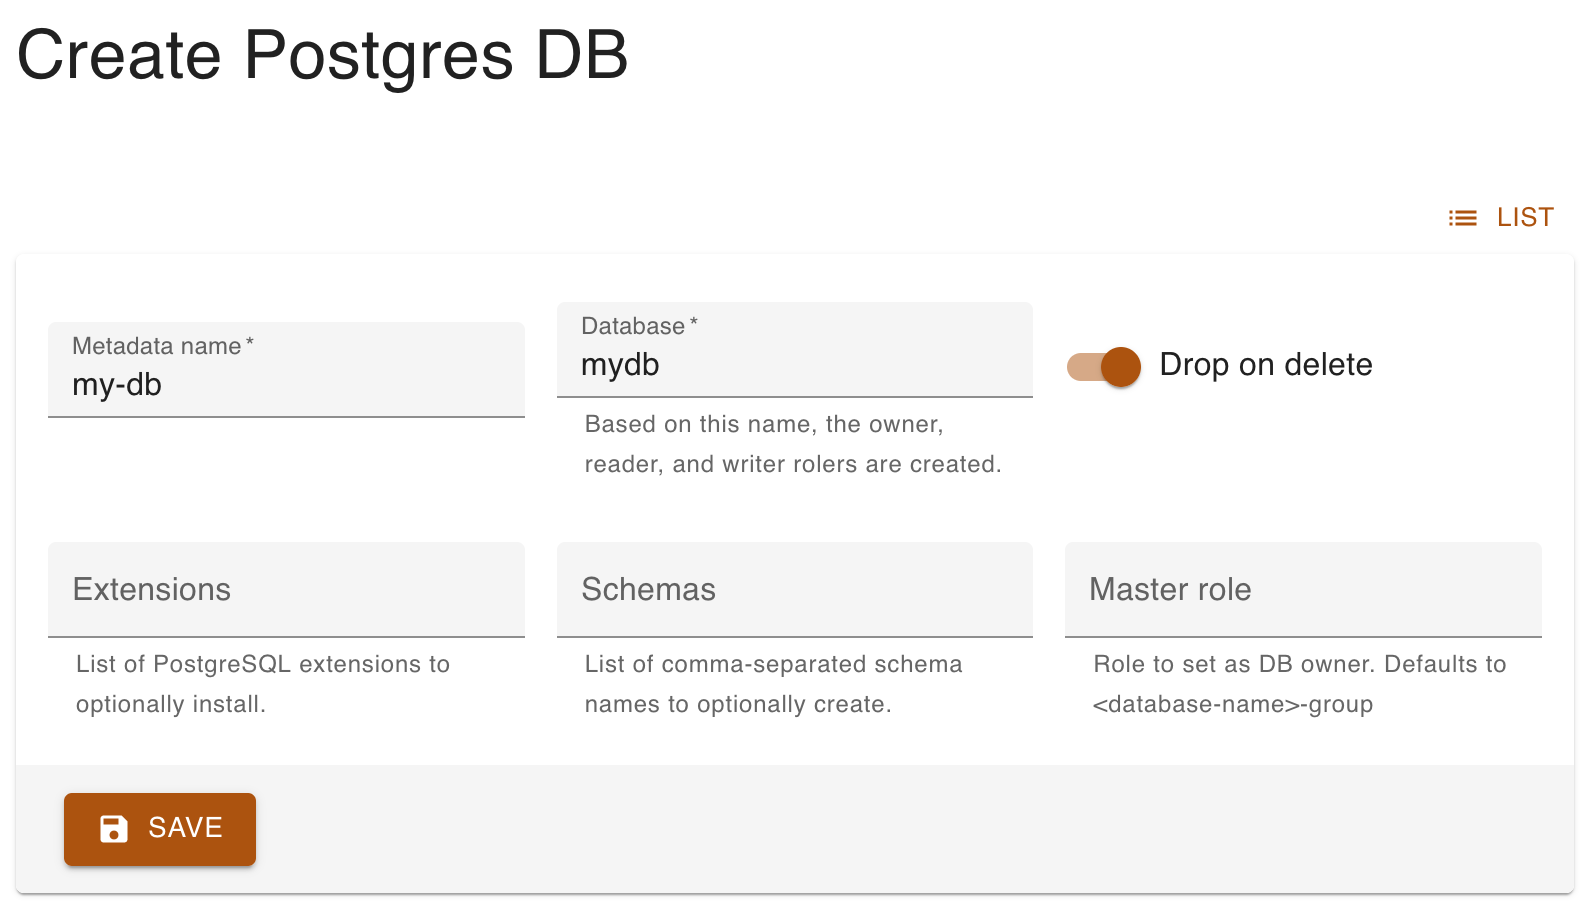 Create Postgres DB
LIST
Metadata name *
my-db
Database *
mydb
Based on this name, the owner,
reader, and writer rolers are created.
Drop on delete
Extensions
List of PostgreSQL extensions to
optionally install.
Schemas
List of comma-separated schema
names to optionally create.
Master role
Role to set as DB owner. Defaults to
<database-name>-group
SAVE